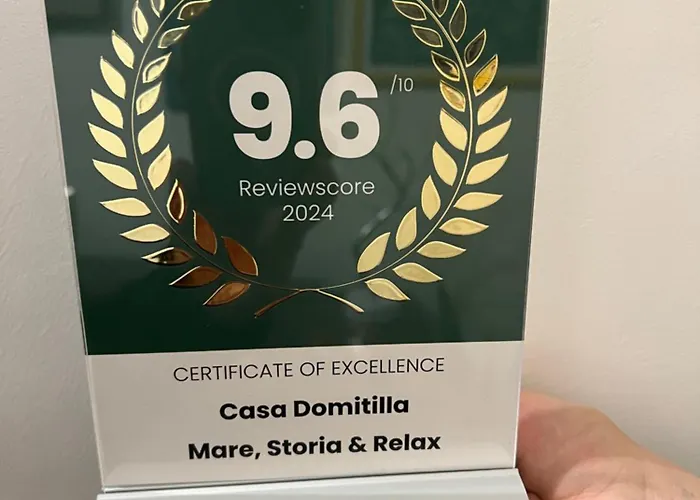 9.6 /10
Reviewscore
2024
CERTIFICATE OF EXCELLENCE
Casa Domitilla
Mare, Storia & Relax